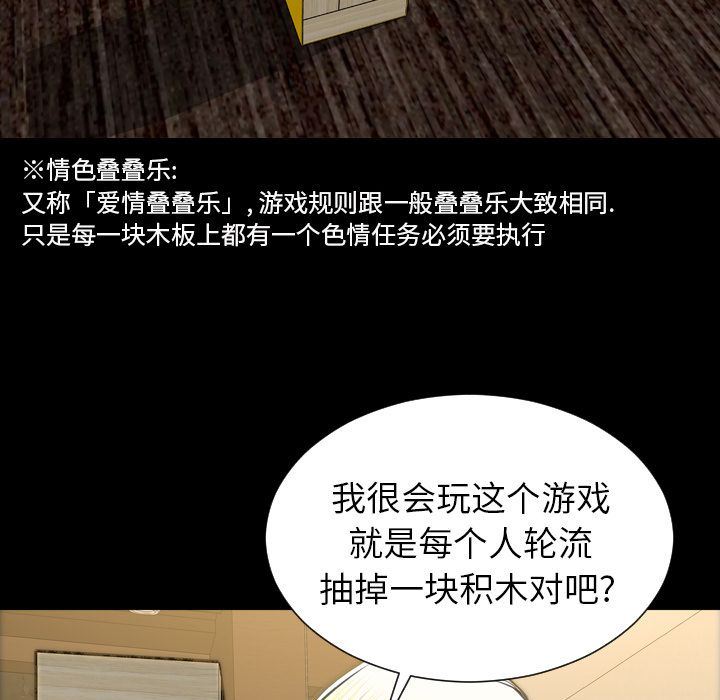 ※情色叠叠乐:
又称「爱情叠叠乐」, 游戏规则跟一般叠叠乐大致相同.
只是每一块木板上都有一个色情任务必须要执行
我很会玩这个游戏
就是每个人轮流
抽掉一块积木对吧?